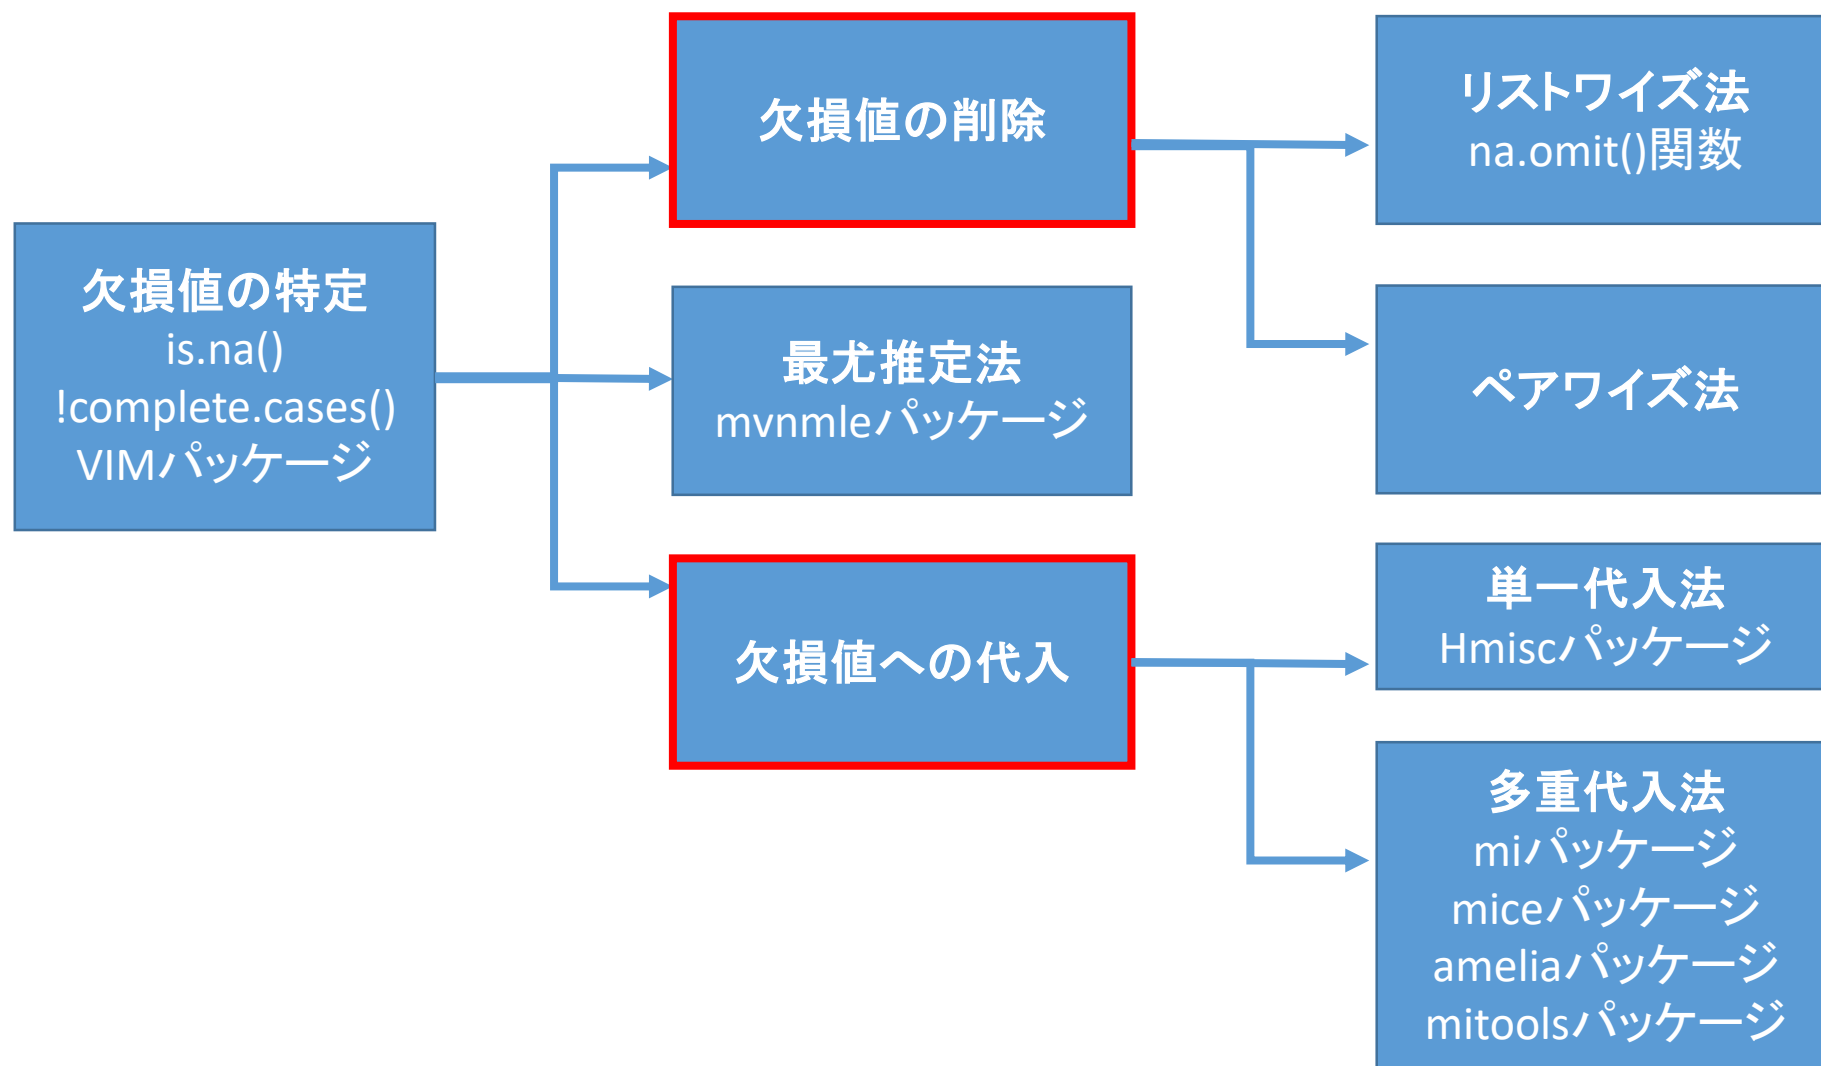 欠損値の特定
is.na()
!complete.cases()
VIMパッケージ
欠損値の削除
最尤推定法
mvnmleパッケージ
欠損値への代入
リストワイズ法
na.omit()関数
ペアワイズ法
単一代入法
Hmiscパッケージ
多重代入法
miパッケージ
miceパッケージ
ameliaパッケージ
mitoolsパッケージ